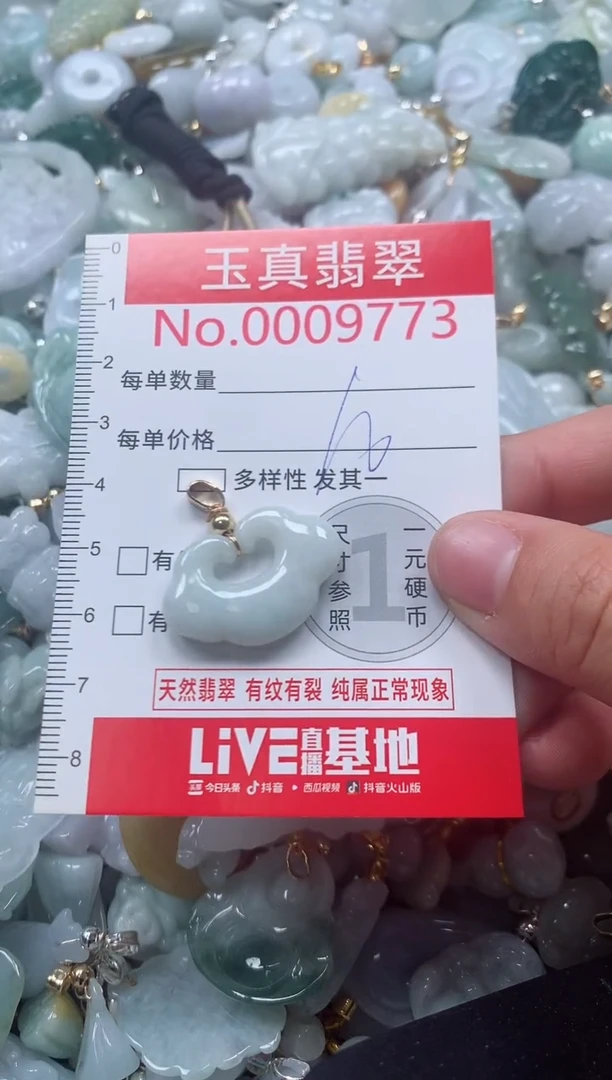 玉真翡翠
No.0009773
每单数量
每单价格
多样性 发其一
有
有
尺寸参照
1
一元硬币
天然翡翠 有纹有裂 纯属正常现象
LiVE直播基地
今日头条 抖音 西瓜视频 抖音火山版
0
1
2
3
4
5
6
7
8